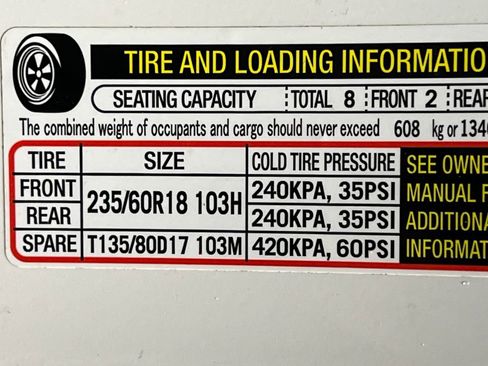 TIRE AND LOADING INFORMATIO
SEATING CAPACITY TOTAL 8 FRONT 2 REAR
The combined weight of occupants and cargo should never exceed 608 kg or 1340
TIRE SIZE COLD TIRE PRESSURE SEE OWNE
FRONT 235/60R18 103H 240KPA, 35PSI MANUAL F
REAR 240KPA, 35PSI ADDITIONA
SPARE T135/80D17 103M 420KPA, 60PSI INFORMAT